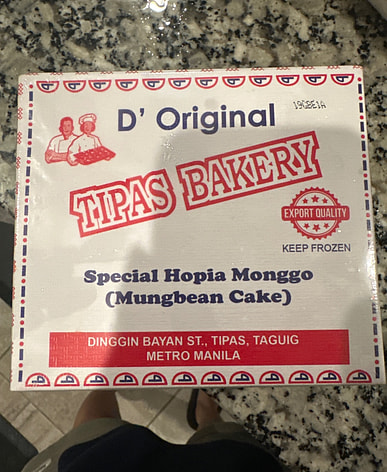 D' Original
TIPAS BAKERY
EXPORT QUALITY
KEEP FROZEN
Special Hopia Monggo
(Mungbean Cake)
DINGGIN BAYAN ST., TIPAS, TAGUIG
METRO MANILA